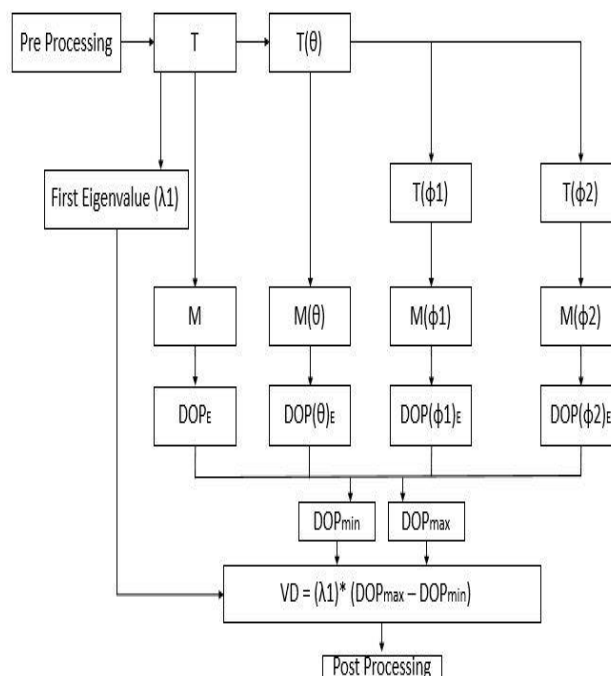 Pre Processing
T
T(θ)
First Eigenvalue (λ1)
T(ϕ1)
T(ϕ2)
M
M(θ)
M(ϕ1)
M(ϕ2)
DOPE
DOP(θ)E
DOP(ϕ1)E
DOP(ϕ2)E
DOPmin
DOPmax
VD = (λ1)* (DOPmax – DOPmin)
Post Processing